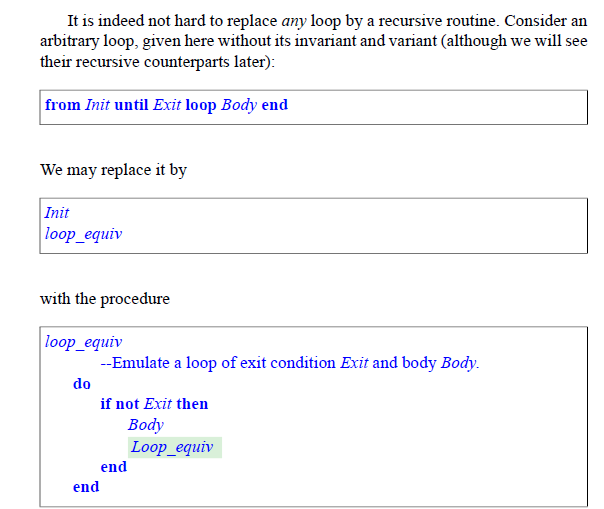 It is indeed not hard to replace any loop by a recursive routine. Consider an
arbitrary loop, given here without its invariant and variant (although we will see
their recursive counterparts later):
from Init until Exit loop Body end
We may replace it by
Init
loop_equiv
with the procedure
loop_equiv
--Emulate a loop of exit condition Exit and body Body.
do
if not Exit then
Body
Loop_equiv
end
end